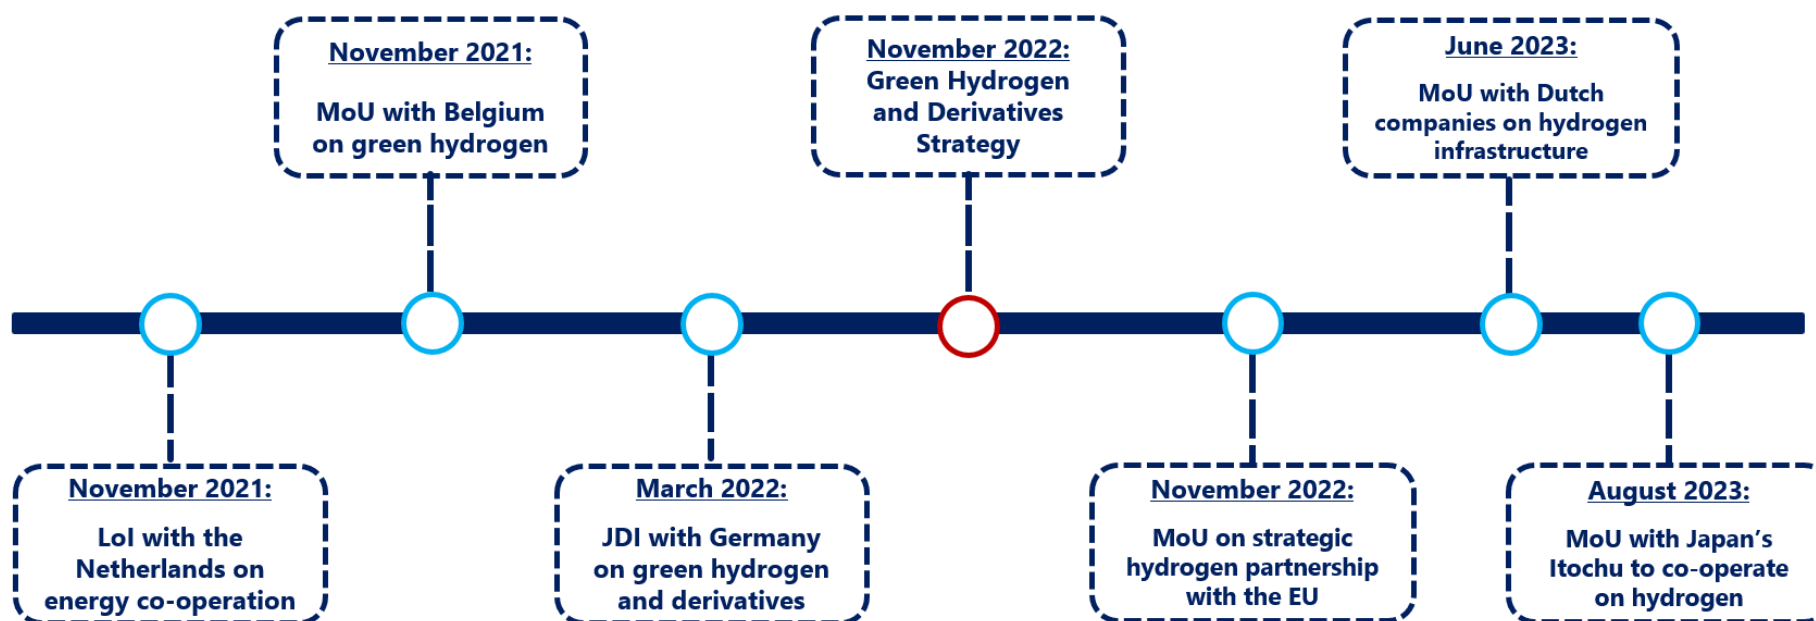 November 2021:
MoU with Belgium
on green hydrogen
November 2022:
Green Hydrogen
and Derivatives
Strategy
June 2023:
MoU with Dutch
companies on hydrogen
infrastructure
November 2021:
LoI with the
Netherlands on
energy co-operation
March 2022:
JDI with Germany
on green hydrogen
and derivatives
November 2022:
MoU on strategic
hydrogen partnership
with the EU
August 2023:
MoU with Japan’s
Itochu to co-operate
on hydrogen